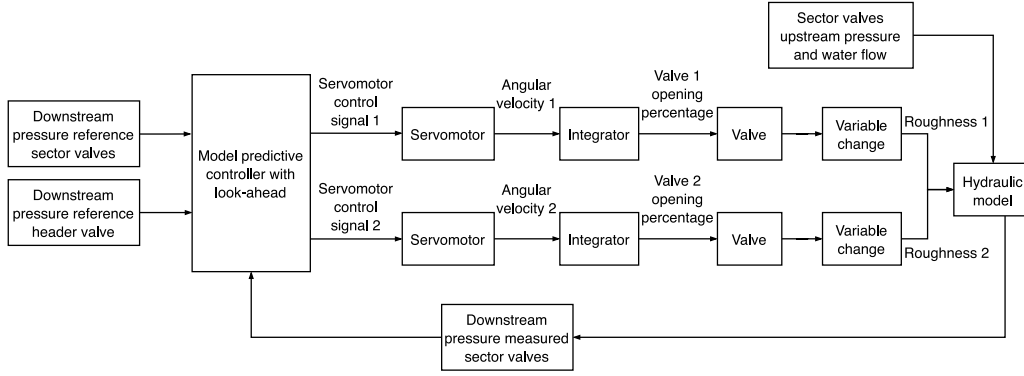 Sector valves
upstream pressure
and water flow
Downstream
pressure reference
sector valves
Downstream
pressure reference
header valve
Model predictive
controller with
look-ahead
Servomotor
control
signal 1
Servomotor
Angular
velocity 1
Integrator
Valve 1
opening
percentage
Valve
Variable
change
Roughness 1
Servomotor
control
signal 2
Servomotor
Angular
velocity 2
Integrator
Valve 2
opening
percentage
Valve
Variable
change
Roughness 2
Hydraulic
model
Downstream
pressure measured
sector valves